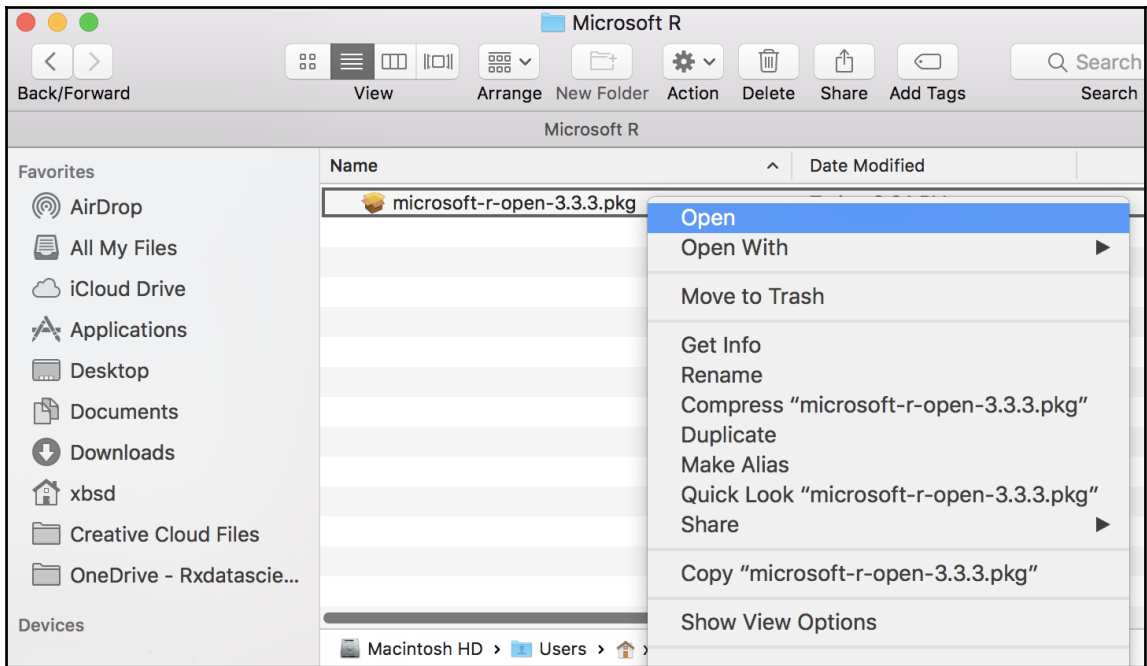 Microsoft R
Back/Forward
View
Arrange
New Folder
Action
Delete
Share
Add Tags
Search
Search
Microsoft R
Favorites
AirDrop
All My Files
iCloud Drive
Applications
Desktop
Documents
Downloads
xbsd
Creative Cloud Files
OneDrive - Rxdatascie...
Devices
Name
Date Modified
microsoft-r-open-3.3.3.pkg
Open
Open With
Move to Trash
Get Info
Rename
Compress “microsoft-r-open-3.3.3.pkg”
Duplicate
Make Alias
Quick Look “microsoft-r-open-3.3.3.pkg”
Share
Copy “microsoft-r-open-3.3.3.pkg”
Show View Options
Macintosh HD › Users ›